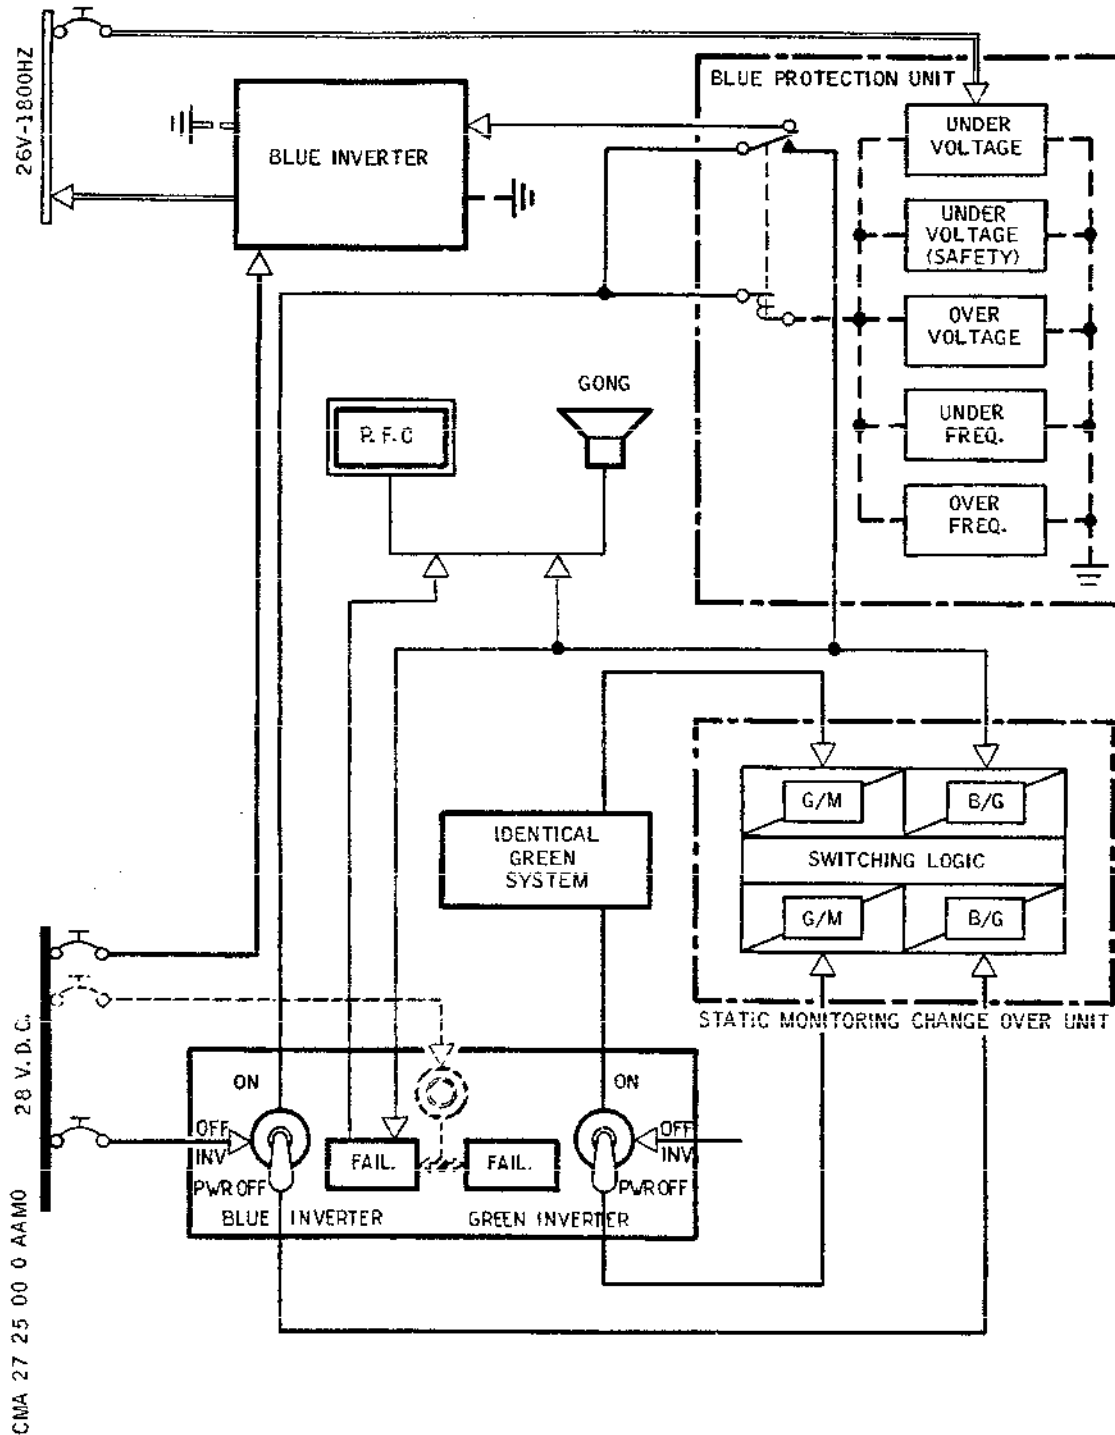 26V-1800HZ
BLUE PROTECTION UNIT
BLUE INVERTER
UNDER
VOLTAGE
UNDER
VOLTAGE
(SAFETY)
OVER
VOLTAGE
UNDER
FREQ.
OVER
FREQ.
GONG
P.F.C
IDENTICAL
GREEN
SYSTEM
G/M
B/G
SWITCHING LOGIC
G/M
B/G
STATIC MONITORING CHANGE OVER UNIT
28 V.D.C.
ON
ON
OFF
INV
PWR OFF
FAIL.
FAIL.
OFF
INV
PWR OFF
BLUE INVERTER
GREEN INVERTER
CMA 27 25 00 0 AAM0